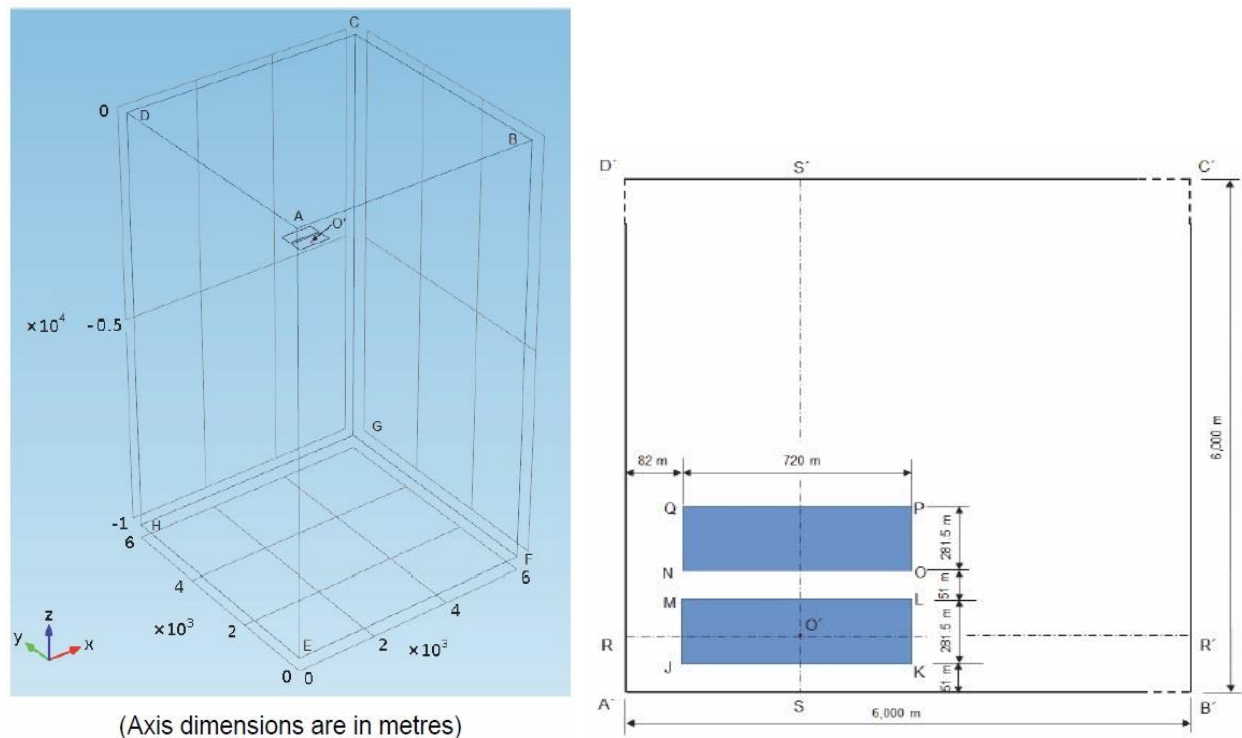 C
0
D
B
A
O'
×10⁴
-0.5
G
-1
H
6
F
6
4
4
z
y
x
×10³
2
E
2
×10³
0
0
(Axis dimensions are in metres)
D´
S´
C´
6,000 m
82 m
720 m
Q
P
281.5 m
N
O
51 m
M
L
O´
281.5 m
R
R´
J
K
51 m
A´
S
B´
6,000 m